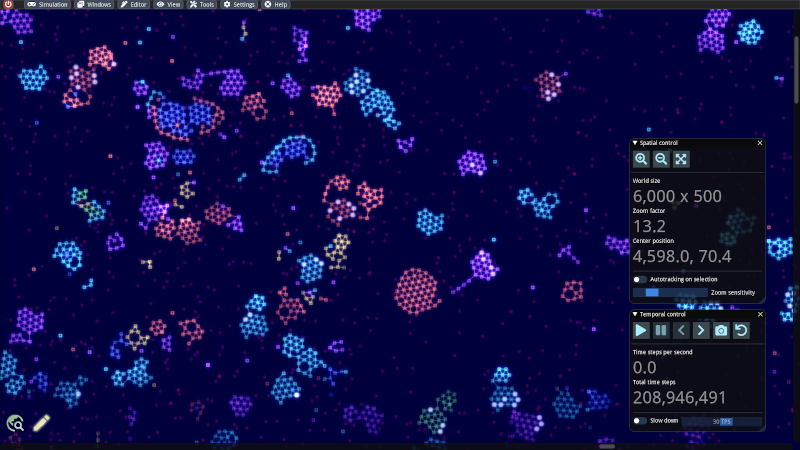 Simulation Windows Editor View Tools Settings Help
Spatial control
World size
6,000 x 500
Zoom factor
13.2
Center position
4,598.0, 70.4
Autotracking on selection
Zoom sensitivity
Temporal control
Time steps per second
0.0
Total time steps
208,946,491
Slow down 30 TPS